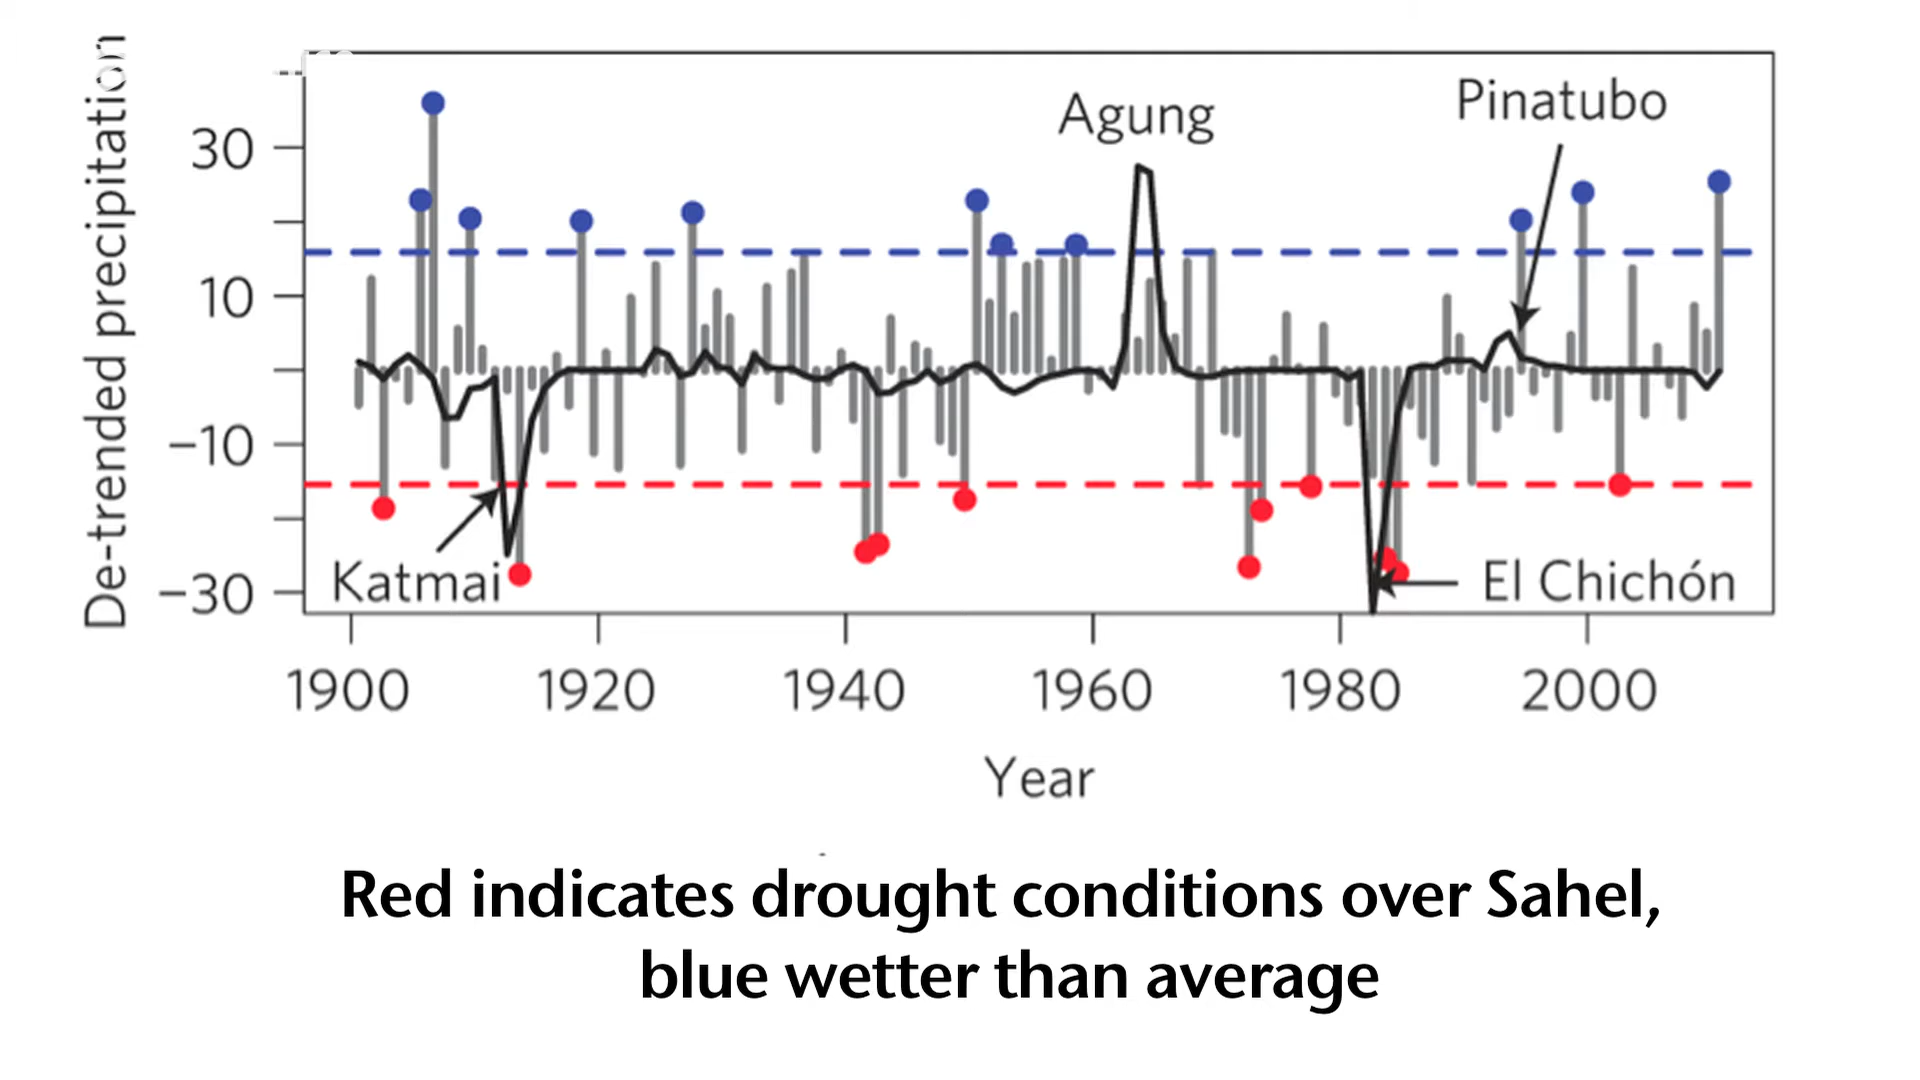 De-trended precipitation
30
10
−10
−30
Agung
Pinatubo
Katmai
El Chichón
1900 1920 1940 1960 1980 2000
Year
Red indicates drought conditions over Sahel,
blue wetter than average